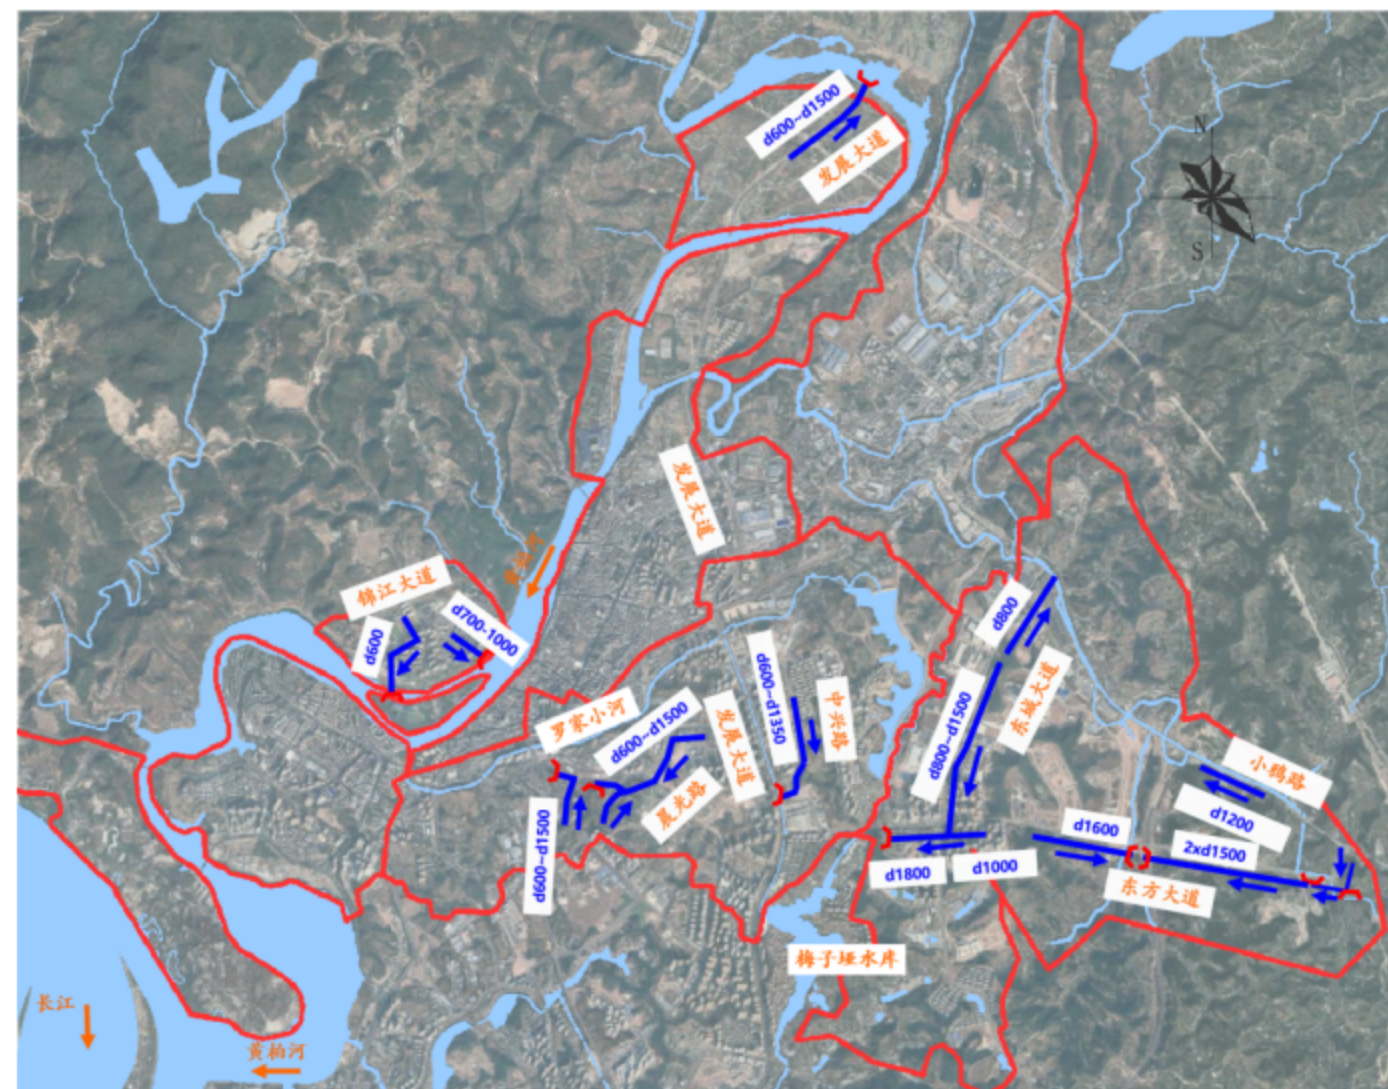 d600~d1500
发展大道
N
S
发展大道
黄柏河
锦江大道
d600
d700-1000
d800
东城大道
d800~d1500
d600~d1350
中兴路
罗家小河
d600~d1500
发展大道
晨光路
d600~d1500
小鸦路
d1200
d1600
2xd1500
d1800
d1000
东方大道
梅子垭水库
长江
黄柏河